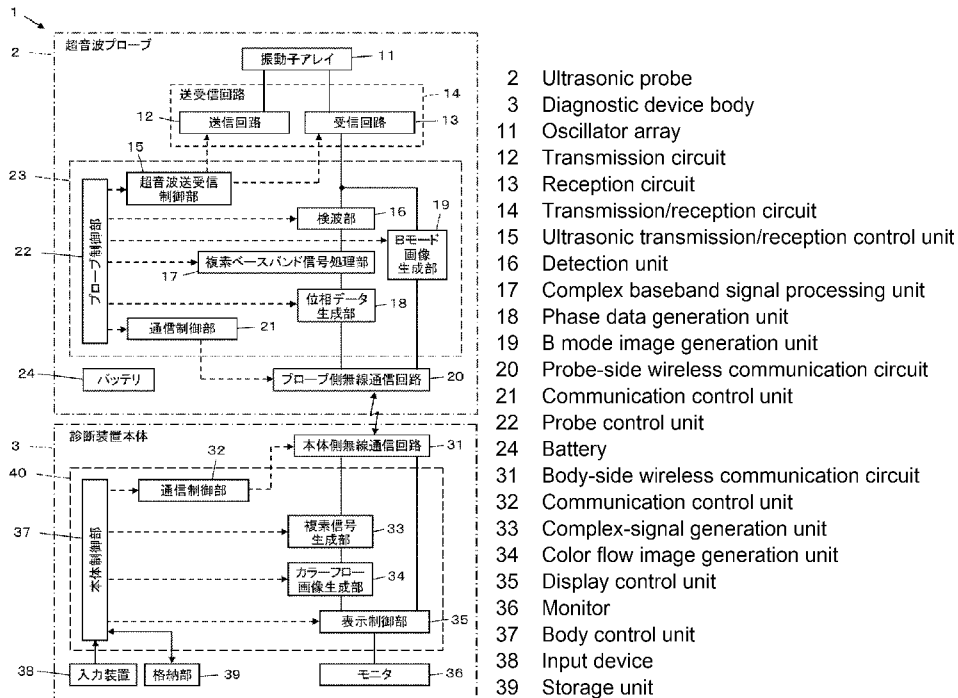 1
2
超音波プローブ
振動子アレイ
11
送受信回路
14
12
送信回路
受信回路
13
15
23
超音波送受信
制御部
検波部
16
19
Bモード
画像
生成部
22
プローブ制御部
17
複素ベースバンド信号処理部
位相データ
生成部
18
通信制御部
21
24
バッテリ
プローブ側無線通信回路
20
3
診断装置本体
本体側無線通信回路
31
40
32
通信制御部
37
本体制御部
複素信号
生成部
33
カラーフロー
画像生成部
34
表示制御部
35
38
入力装置
格納部
39
モニタ
36
2 Ultrasonic probe
3 Diagnostic device body
11 Oscillator array
12 Transmission circuit
13 Reception circuit
14 Transmission/reception circuit
15 Ultrasonic transmission/reception control unit
16 Detection unit
17 Complex baseband signal processing unit
18 Phase data generation unit
19 B mode image generation unit
20 Probe-side wireless communication circuit
21 Communication control unit
22 Probe control unit
24 Battery
31 Body-side wireless communication circuit
32 Communication control unit
33 Complex-signal generation unit
34 Color flow image generation unit
35 Display control unit
36 Monitor
37 Body control unit
38 Input device
39 Storage unit